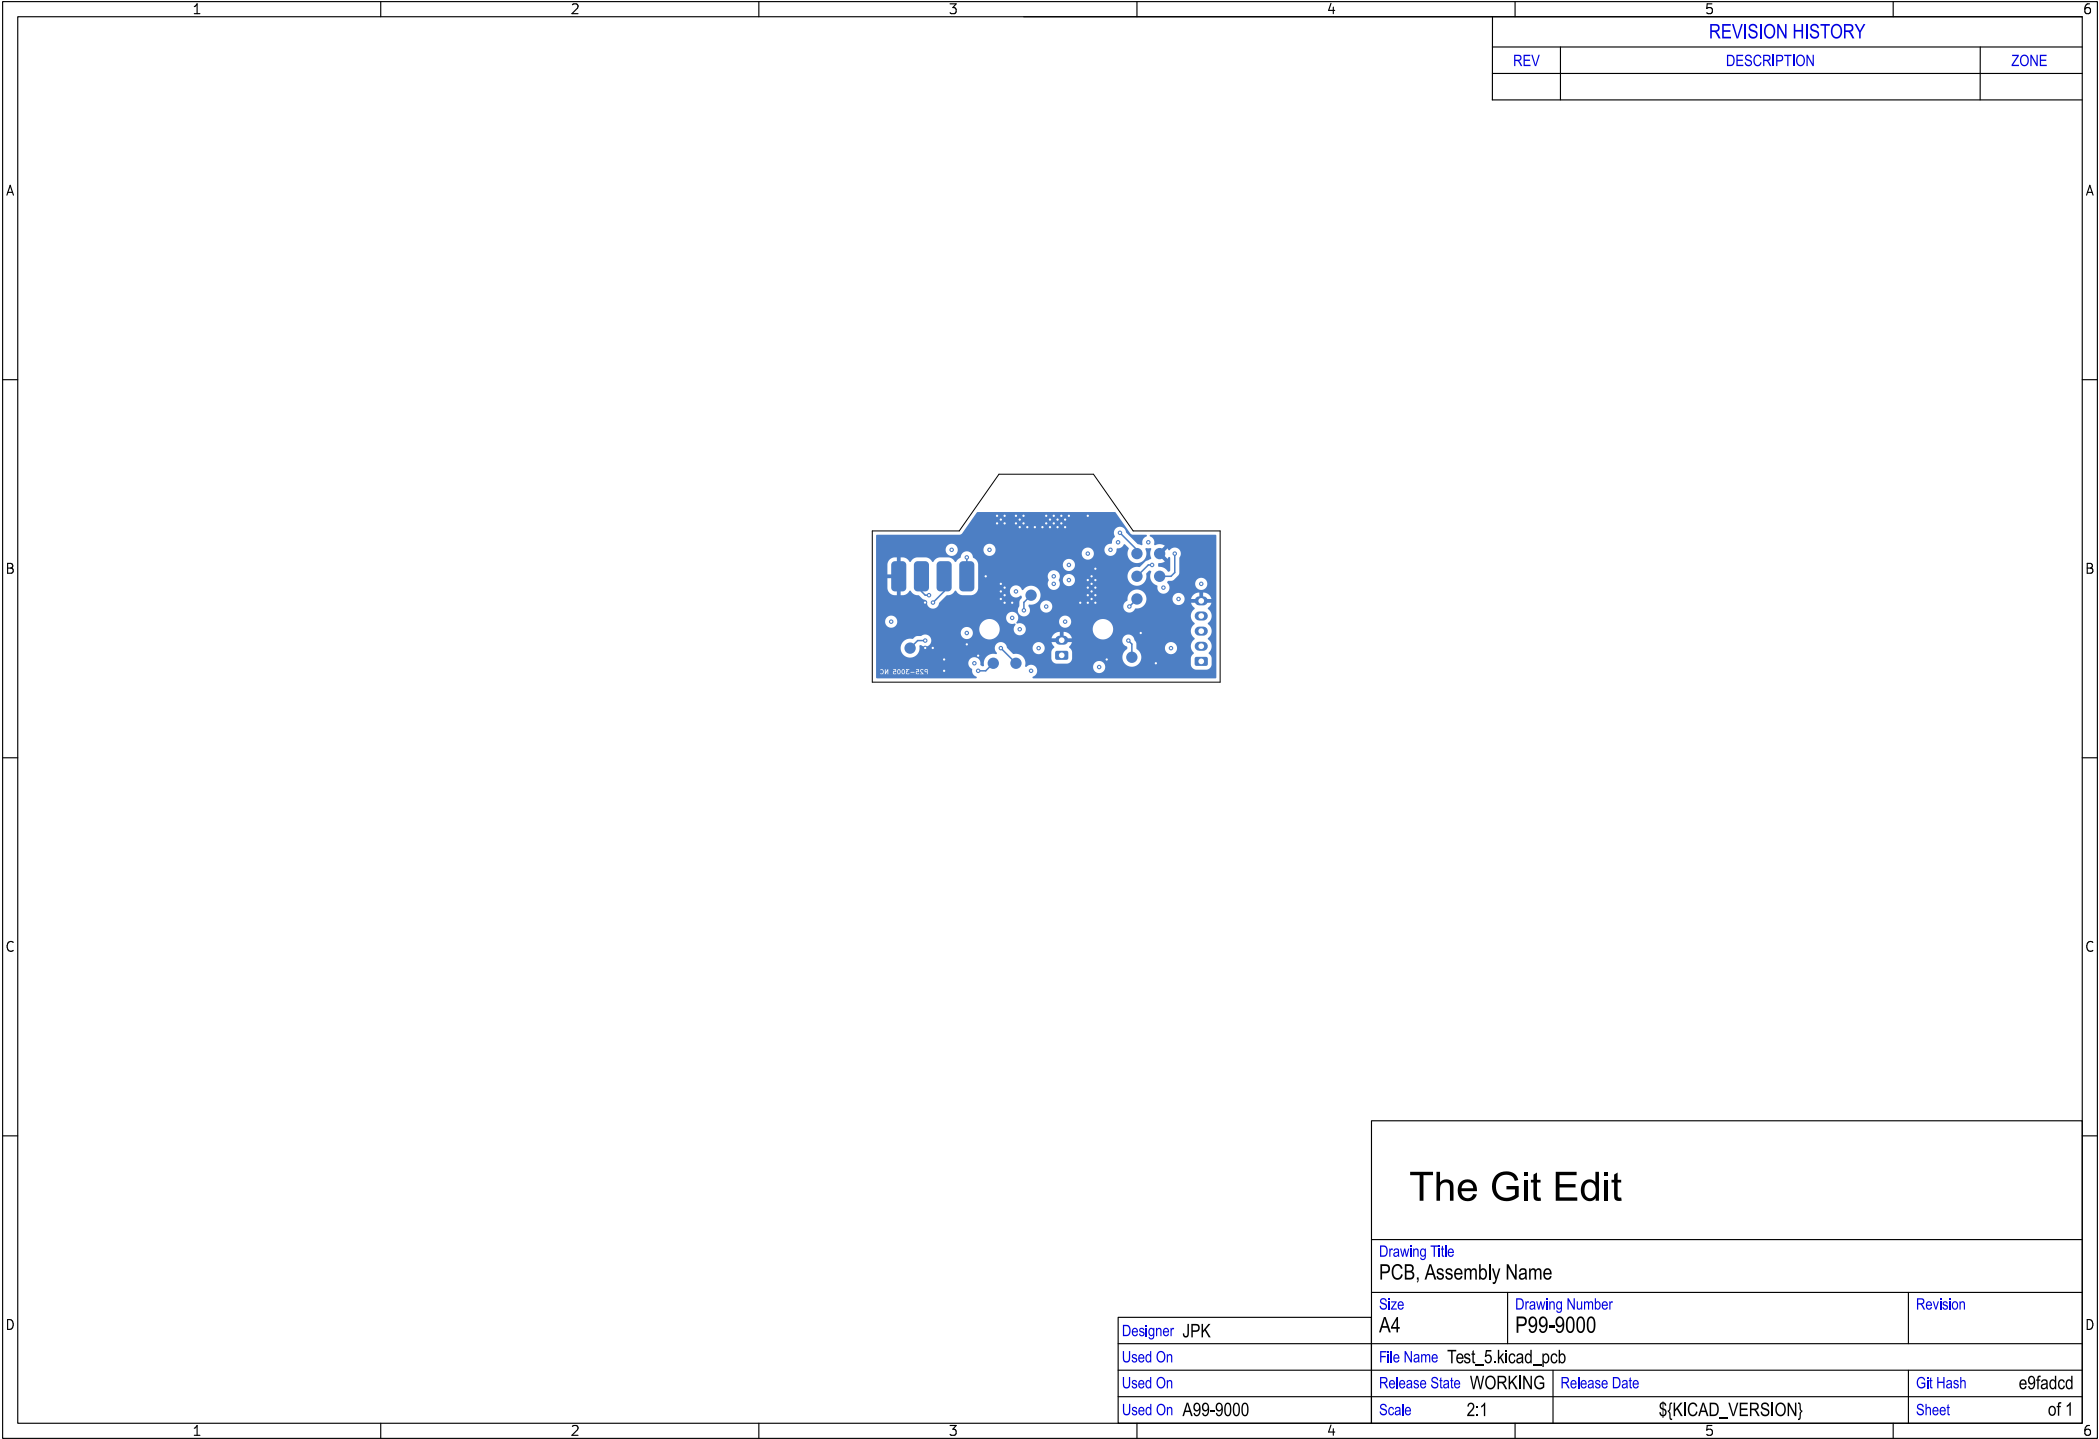 1 2 3 4 5 6
REVISION HISTORY
REV DESCRIPTION ZONE
A A
B B
P25-3005 NC
C C
The Git Edit
Drawing Title
PCB, Assembly Name
Size Drawing Number Revision
A4 P99-9000
D D
Designer JPK
Used On File Name Test_5.kicad_pcb
Used On Release State WORKING Release Date Git Hash e9fadcd
Used On A99-9000 Scale 2:1 ${KICAD_VERSION} Sheet of 1
1 2 3 4 5 6